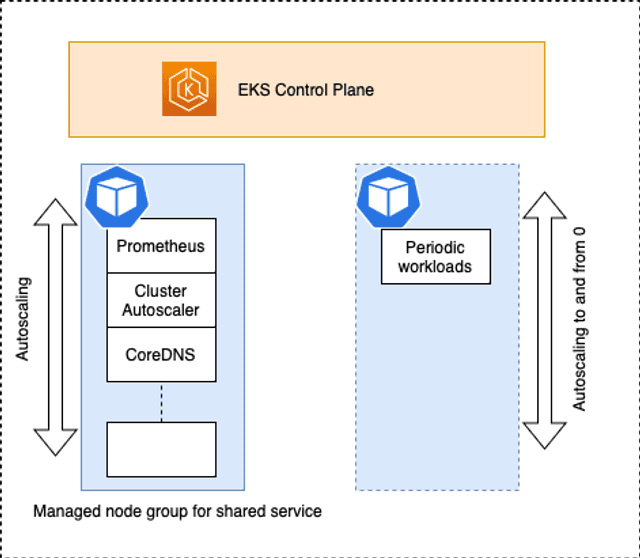 EKS Control Plane
K
Prometheus
Cluster
Autoscaler
CoreDNS
Autoscaling
Periodic
workloads
Autoscaling to and from 0
Managed node group for shared service